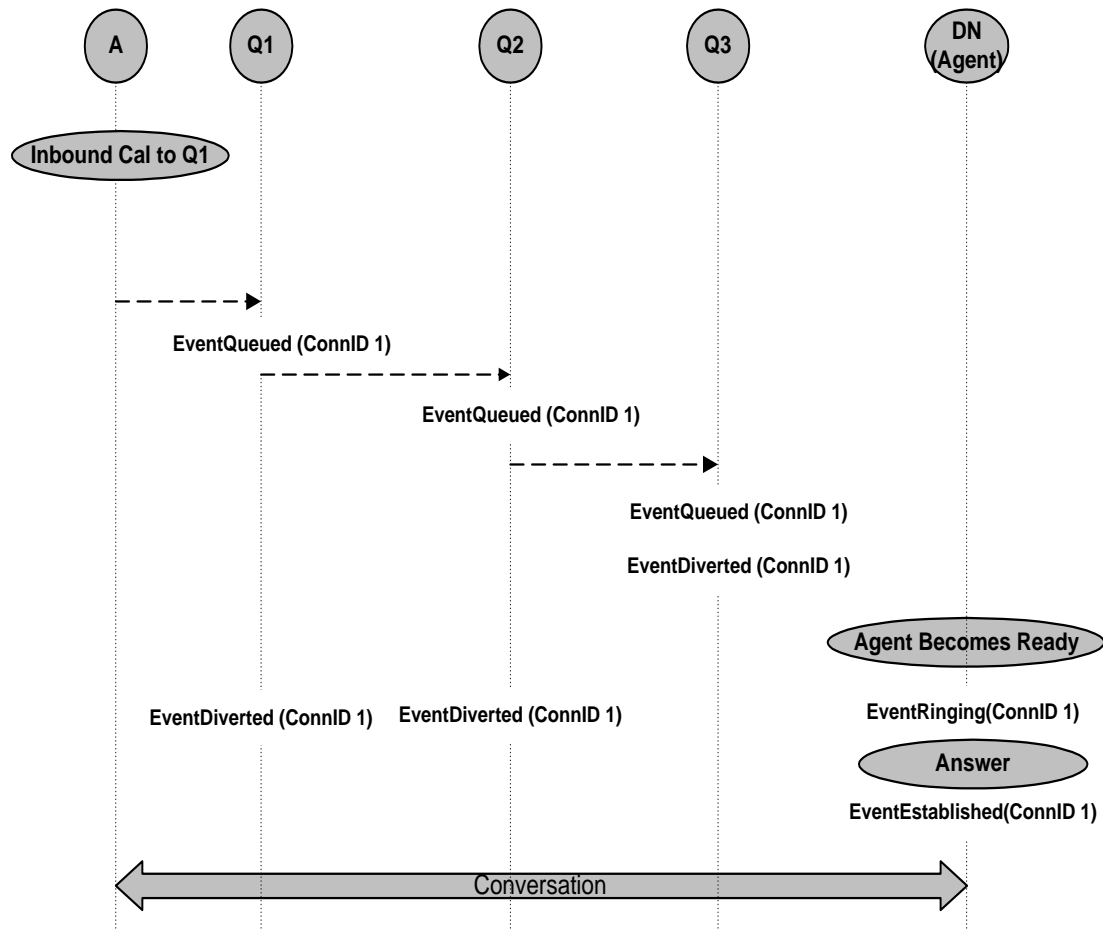 A
Q1
Q2
Q3
DN
(Agent)
Inbound Cal to Q1
EventQueued (ConnID 1)
EventQueued (ConnID 1)
EventQueued (ConnID 1)
EventDiverted (ConnID 1)
Agent Becomes Ready
EventDiverted (ConnID 1)
EventDiverted (ConnID 1)
EventRinging(ConnID 1)
Answer
EventEstablished(ConnID 1)
Conversation